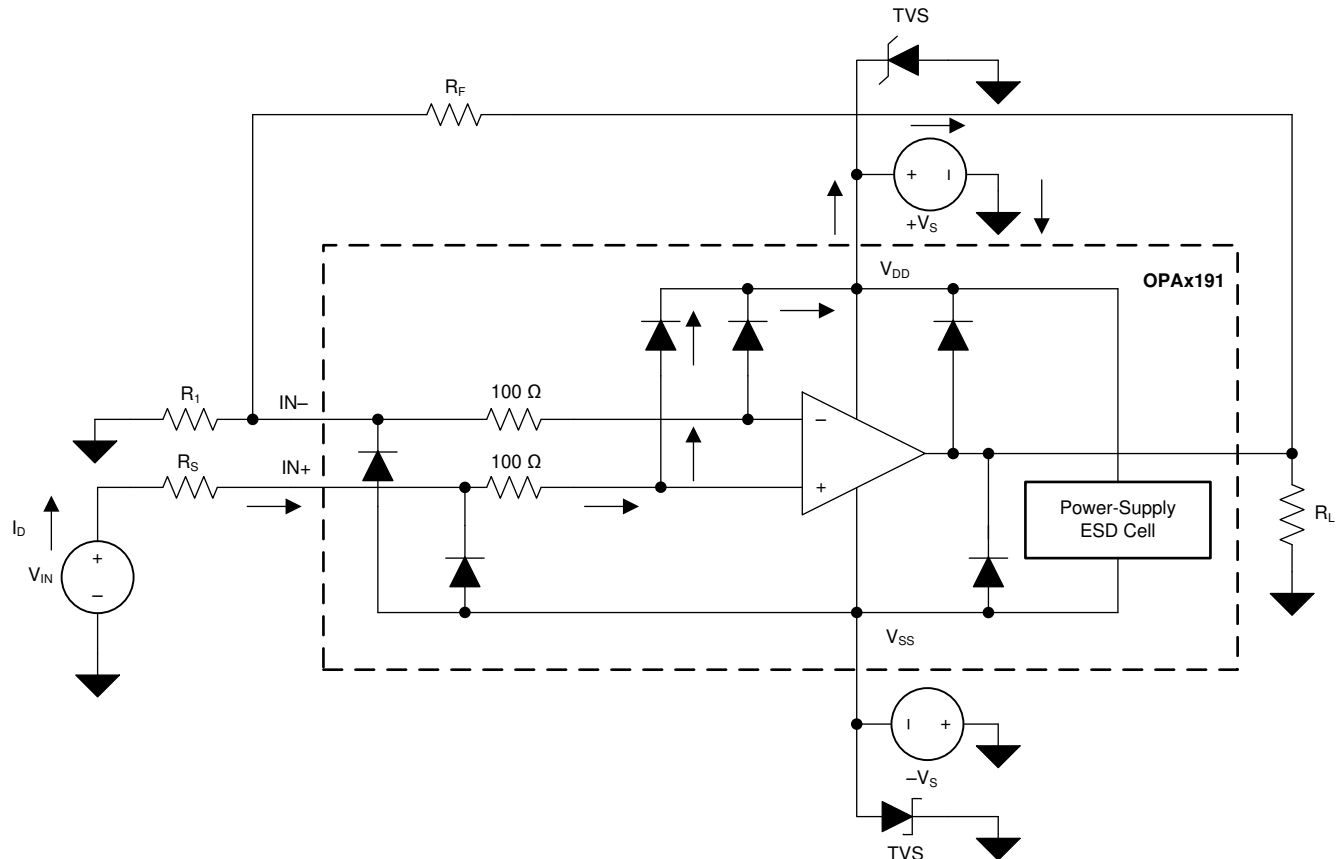 TVS
R_F
+ −
+V_S
V_DD
OPAx191
R_1
IN–
100 Ω
−
R_S
IN+
100 Ω
+
Power-Supply
ESD Cell
R_L
I_D
V_IN
+
−
V_SS
− +
–V_S
TVS